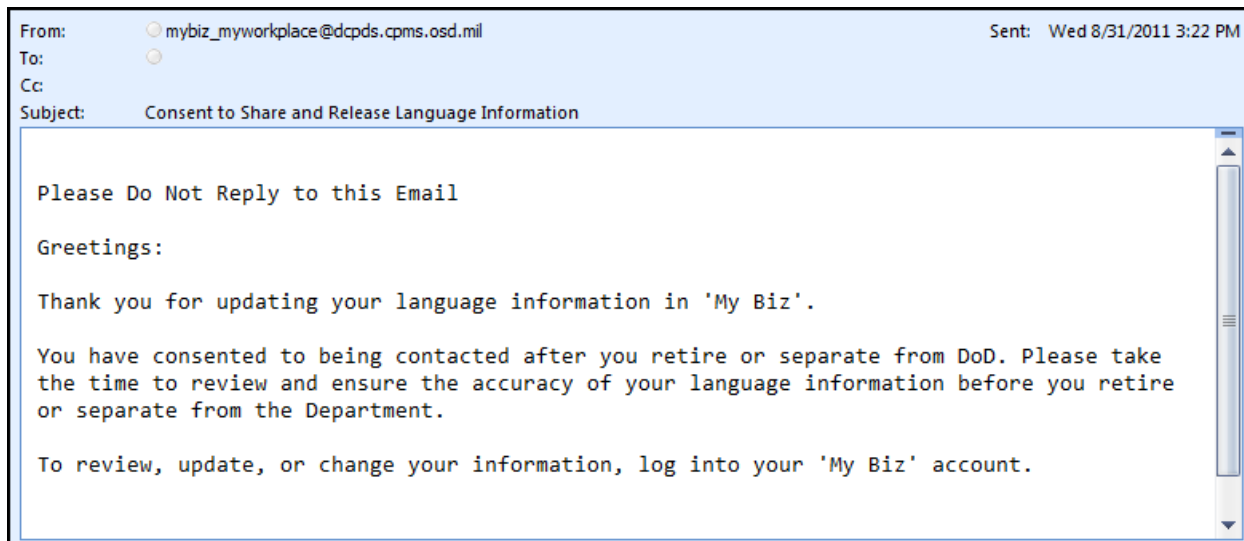 From: mybiz_myworkplace@dcpds.cpms.osd.mil Sent: Wed 8/31/2011 3:22 PM
To:
Cc:
Subject: Consent to Share and Release Language Information
Please Do Not Reply to this Email
Greetings:
Thank you for updating your language information in 'My Biz'.
You have consented to being contacted after you retire or separate from DoD. Please take
the time to review and ensure the accuracy of your language information before you retire
or separate from the Department.
To review, update, or change your information, log into your 'My Biz' account.